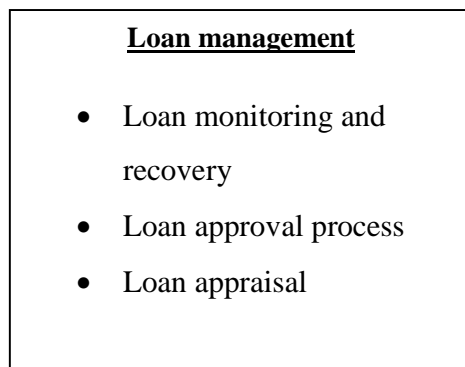 Loan management
• Loan monitoring and
recovery
• Loan approval process
• Loan appraisal